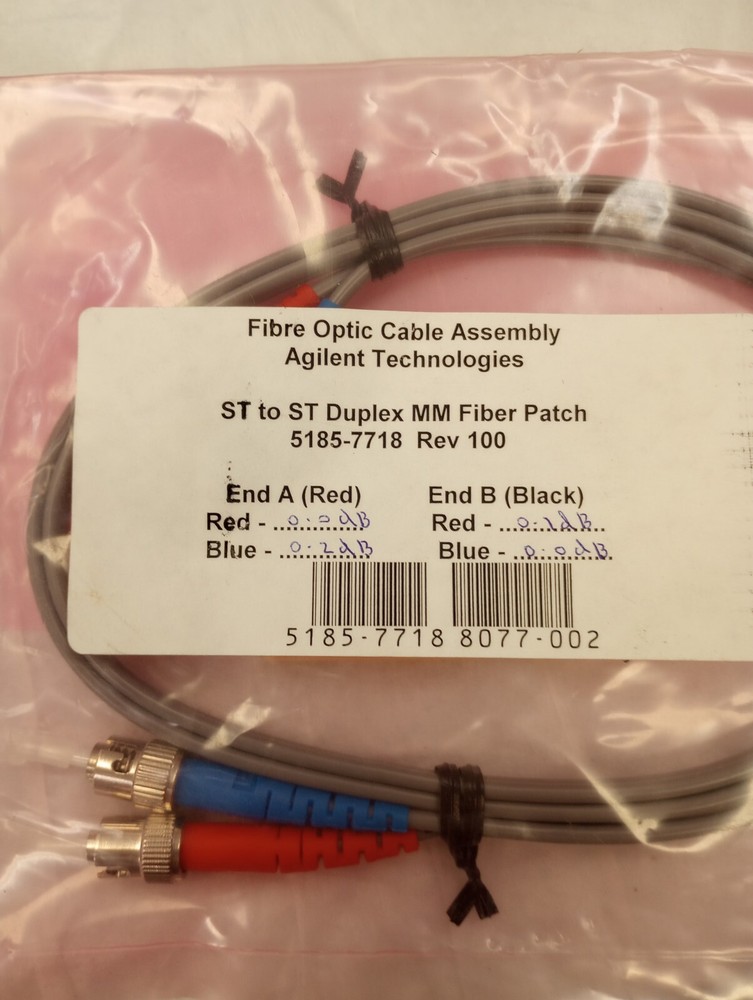 Fibre Optic Cable Assembly
Agilent Technologies
ST to ST Duplex MM Fiber Patch
5185-7718 Rev 100
End A (Red) End B (Black)
Red - 0.0dB Red - 0.1dB
Blue - 0.2dB Blue - 0.0dB
5185-7718 8077-002